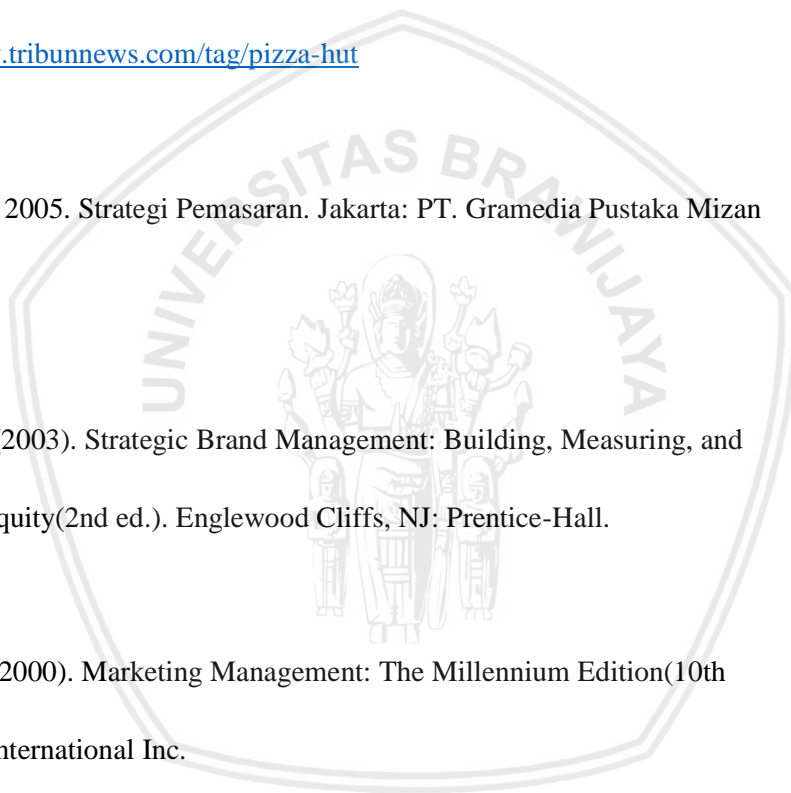 .tribunnews.com/tag/pizza-hut
UNIVERSITAS BRAWIJAYA
2005. Strategi Pemasaran. Jakarta: PT. Gramedia Pustaka Mizan
(2003). Strategic Brand Management: Building, Measuring, and
quity(2nd ed.). Englewood Cliffs, NJ: Prentice-Hall.
2000). Marketing Management: The Millennium Edition(10th
nternational Inc.